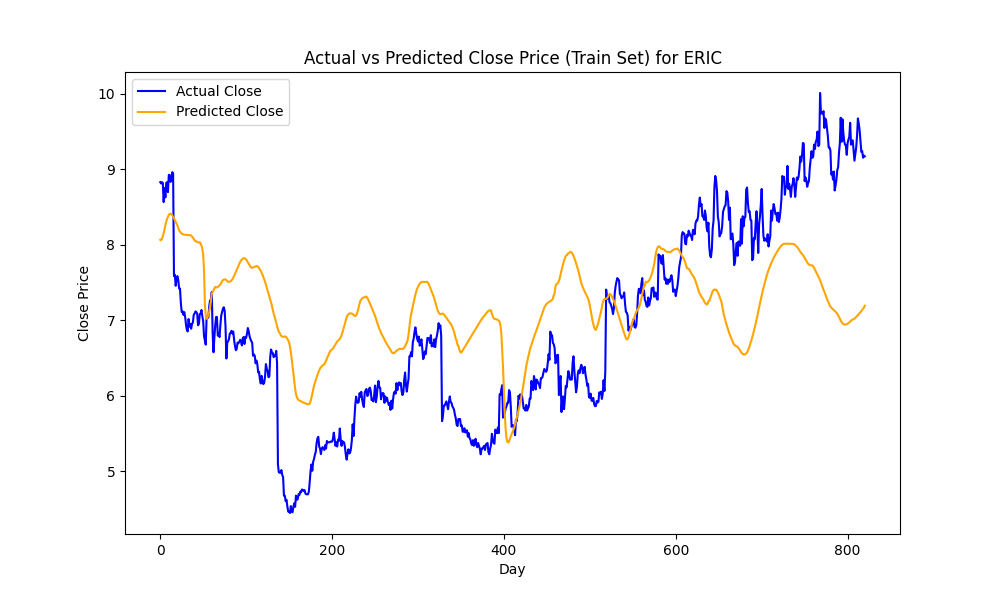 Actual vs Predicted Close Price (Train Set) for ERIC
Actual Close
Predicted Close
10
9
8
7
6
5
Close Price
0
200
400
600
800
Day